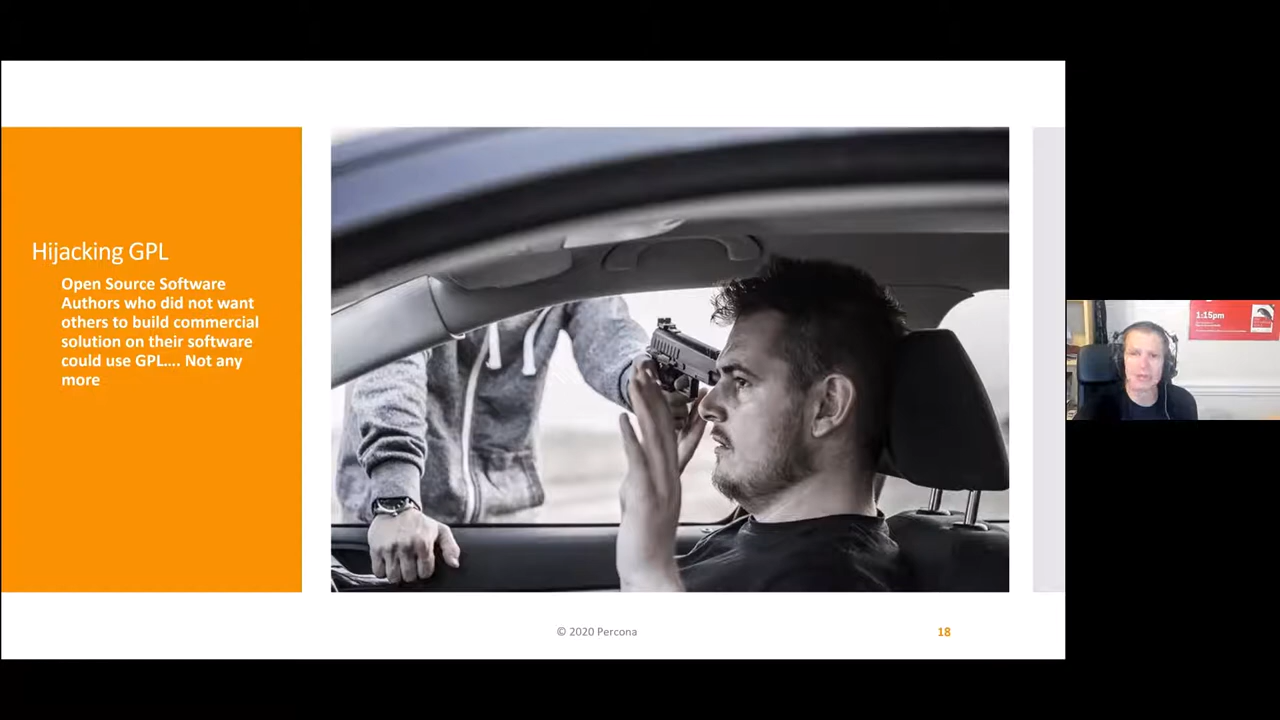 Hijacking GPL
Open Source Software
Authors who did not want
others to build commercial
solution on their software
could use GPL.... Not any
more
1:15pm
© 2020 Percona
18